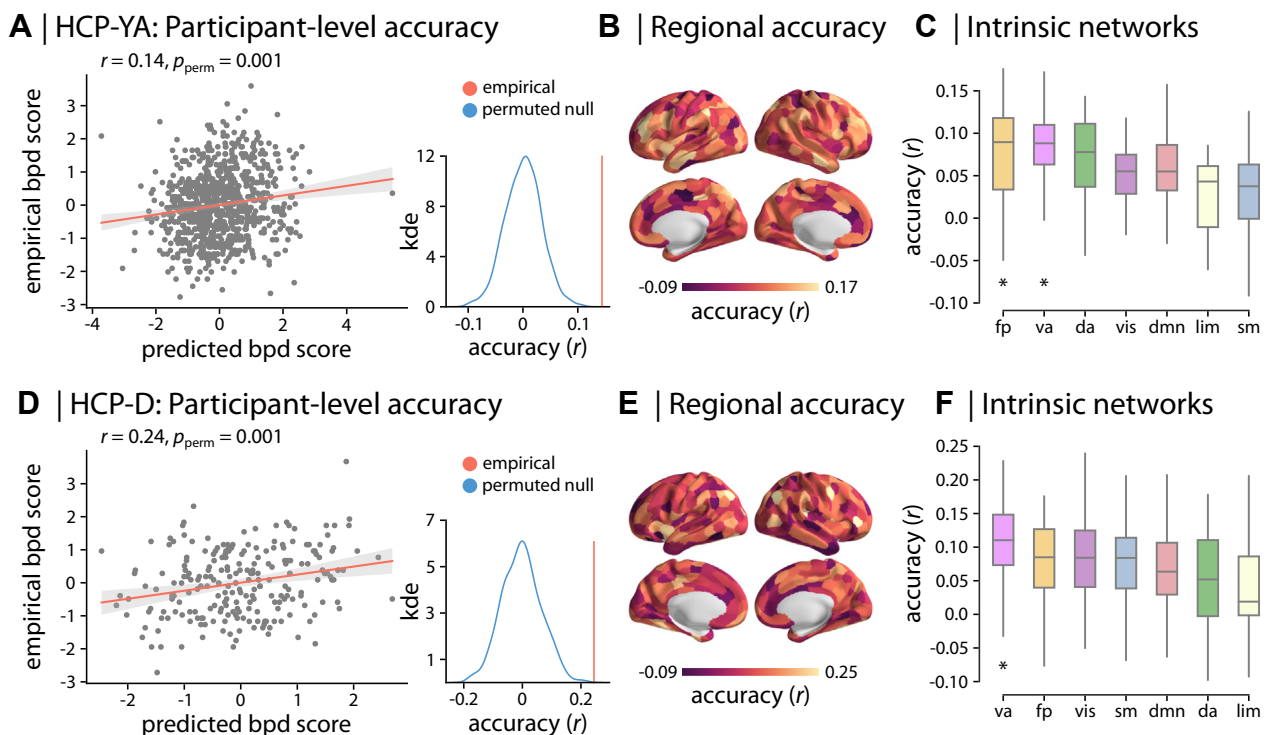 A | HCP-YA: Participant-level accuracy
r = 0.14, pperm = 0.001
empirical bpd score
3
2
1
0
-1
-2
-3
-4 -2 0 2 4
predicted bpd score
empirical
permuted null
kde
12
8
4
0
-0.1 0 0.1
accuracy (r)
B | Regional accuracy
-0.09 0.17
accuracy (r)
C | Intrinsic networks
accuracy (r)
0.15
0.10
0.05
0.00
-0.05
-0.10
* *
fp va da vis dmn lim sm
D | HCP-D: Participant-level accuracy
r = 0.24, pperm = 0.001
empirical bpd score
3
2
1
0
-1
-2
-3
-2 -1 0 1 2
predicted bpd score
empirical
permuted null
kde
7
5
3
1
-0.2 0 0.2
accuracy (r)
E | Regional accuracy
-0.09 0.25
accuracy (r)
F | Intrinsic networks
accuracy (r)
0.25
0.20
0.15
0.10
0.05
0.00
-0.05
-0.10
*
va fp vis sm dmn da lim